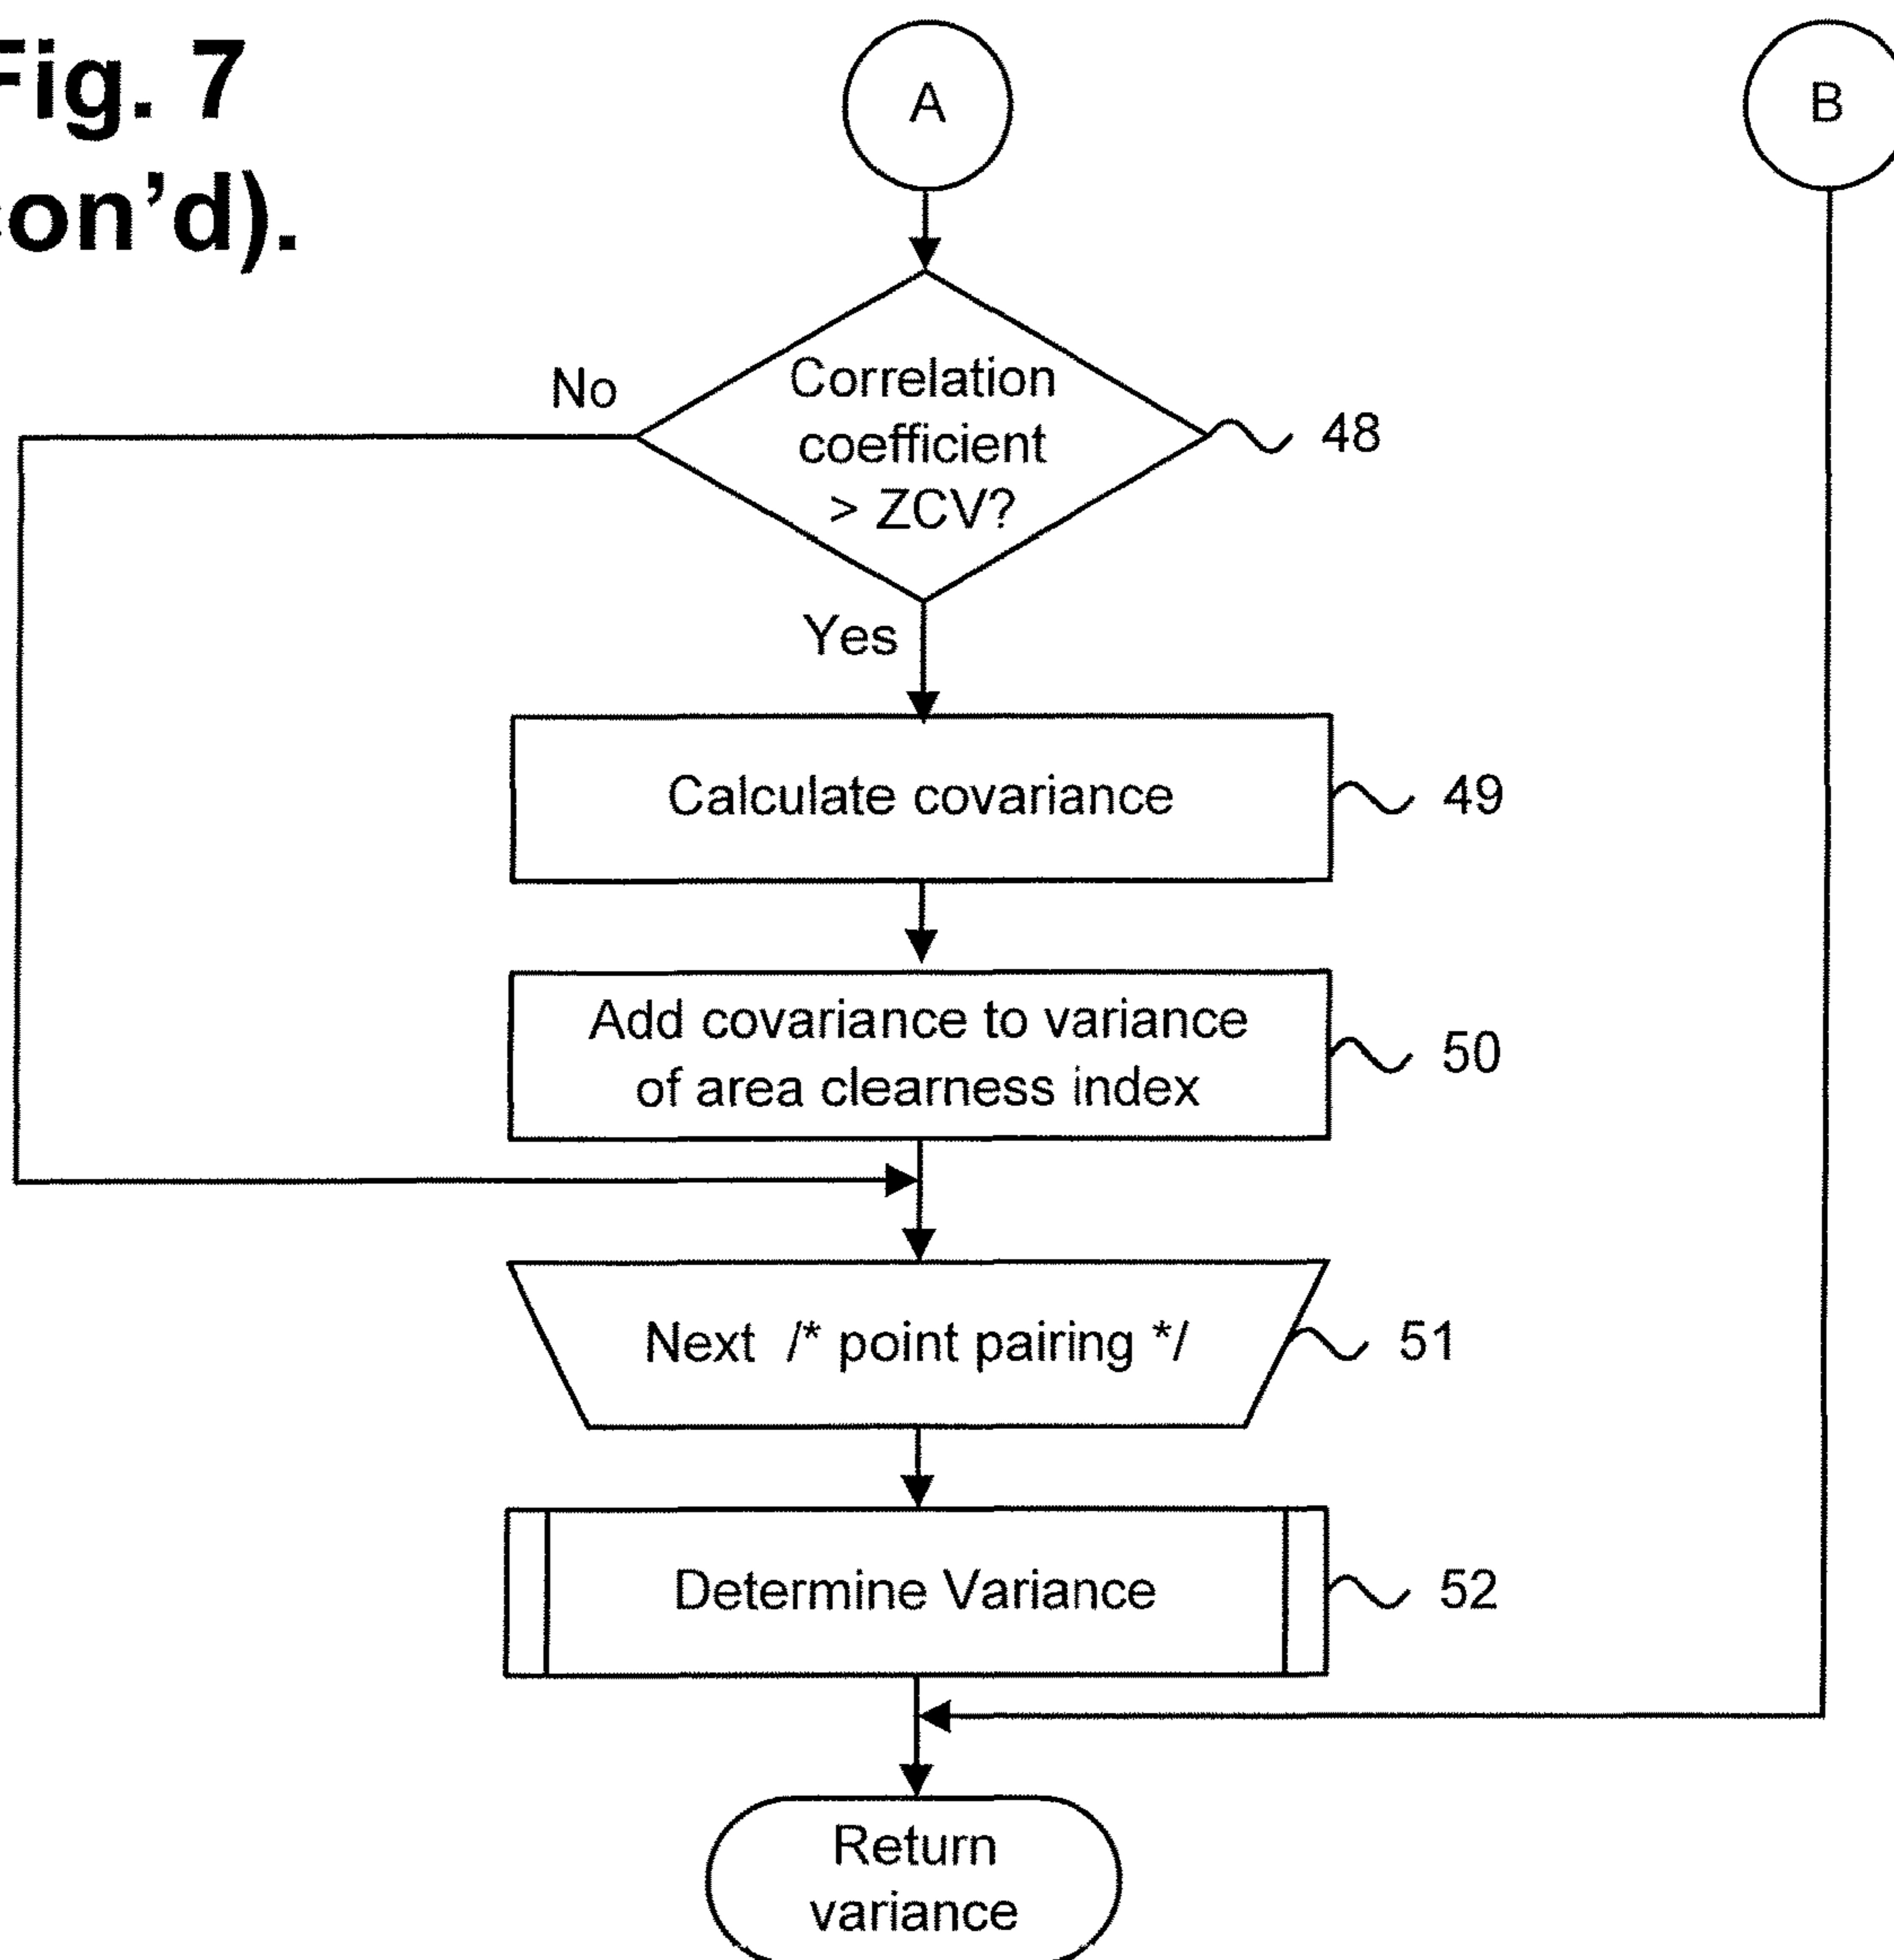 Fig. 7
con’d).
A
B
Correlation
coefficient
> ZCV?
No
48
Yes
Calculate covariance
49
Add covariance to variance
of area clearness index
50
Next /* point pairing */
51
Determine Variance
52
Return
variance